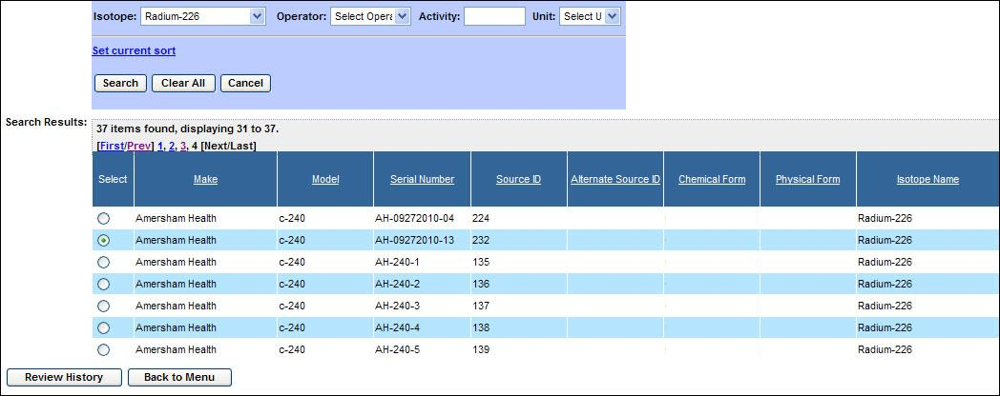 Isotope: Radium-226 Operator: Select Opera Activity: Unit: Select U
Set current sort
Search Clear All Cancel
Search Results:
37 items found, displaying 31 to 37.
[First/Prev] 1, 2, 3, 4 [Next/Last]
Select Make Model Serial Number Source ID Alternate Source ID Chemical Form Physical Form Isotope Name
Amersham Health c-240 AH-09272010-04 224 Radium-226
Amersham Health c-240 AH-09272010-13 232 Radium-226
Amersham Health c-240 AH-240-1 135 Radium-226
Amersham Health c-240 AH-240-2 136 Radium-226
Amersham Health c-240 AH-240-3 137 Radium-226
Amersham Health c-240 AH-240-4 138 Radium-226
Amersham Health c-240 AH-240-5 139 Radium-226
Review History Back to Menu